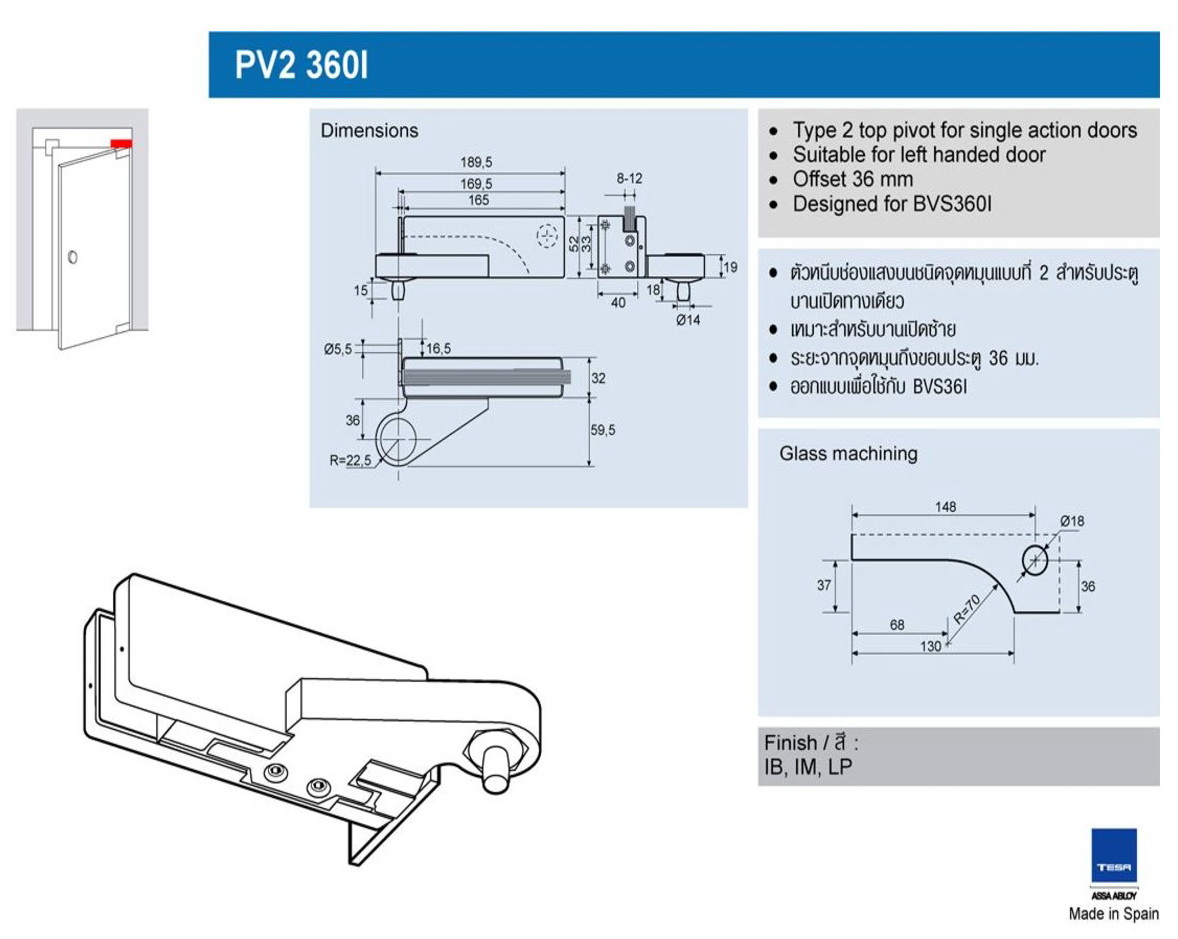 PV2 360I
Dimensions
189,5
169,5
165
8-12
52
33
19
15
40
18
Ø14
Ø5,5
16,5
32
36
59,5
R=22,5
• Type 2 top pivot for single action doors
• Suitable for left handed door
• Offset 36 mm
• Designed for BVS360I
• ตัวหนีบช่องแสงบนชนิดจุดหมุนแบบที่ 2 สำหรับประตู
บานเปิดทางเดียว
• เหมาะสำหรับบานเปิดซ้าย
• ระยะจากจุดหมุนถึงขอบประตู 36 มม.
• ออกแบบเพื่อใช้กับ BVS36I
Glass machining
148
Ø18
37
36
R=70
68
130
Finish / สี :
IB, IM, LP
TESA
ASSA ABLOY
Made in Spain